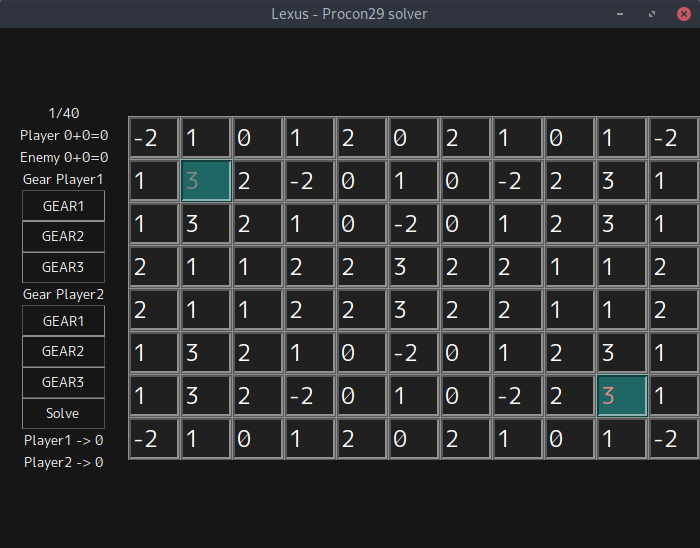 Lexus - Procon29 solver
1/40
Player 0+0=0
Enemy 0+0=0
Gear Player1
GEAR1
GEAR2
GEAR3
Gear Player2
GEAR1
GEAR2
GEAR3
Solve
Player1 -> 0
Player2 -> 0
-2 1 0 1 2 0 2 1 0 1 -2
1 3 2 -2 0 1 0 -2 2 3 1
1 3 2 1 0 -2 0 1 2 3 1
2 1 1 2 2 3 2 2 1 1 2
2 1 1 2 2 3 2 2 1 1 2
1 3 2 1 0 -2 0 1 2 3 1
1 3 2 -2 0 1 0 -2 2 3 1
-2 1 0 1 2 0 2 1 0 1 -2